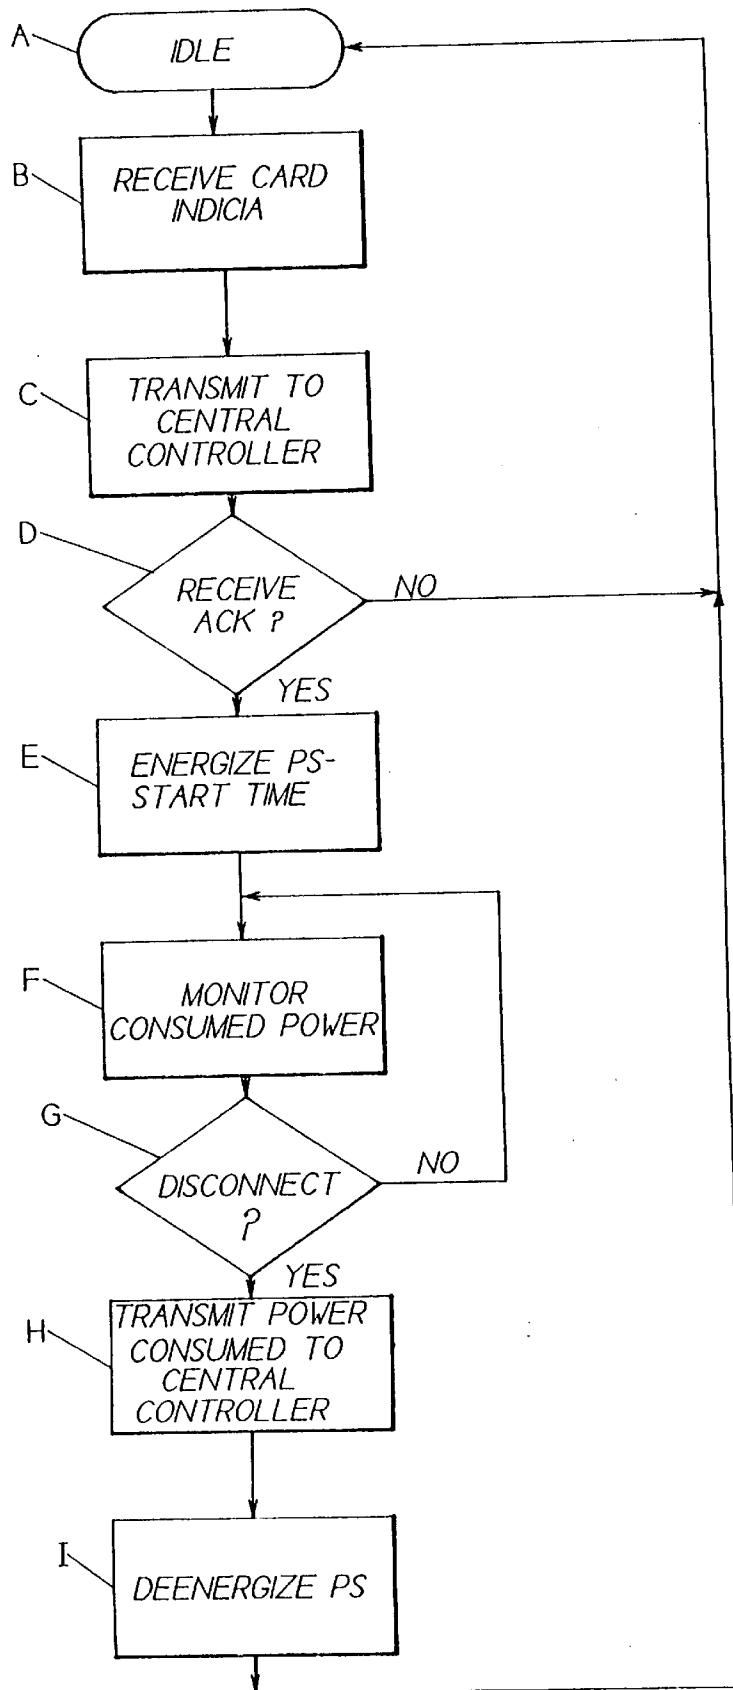 A
IDLE
B
RECEIVE CARD
INDICIA
C
TRANSMIT TO
CENTRAL
CONTROLLER
D
RECEIVE
ACK ?
NO
YES
E
ENERGIZE PS-
START TIME
F
MONITOR
CONSUMED POWER
G
DISCONNECT
?
NO
YES
H
TRANSMIT POWER
CONSUMED TO
CENTRAL
CONTROLLER
I
DEENERGIZE PS